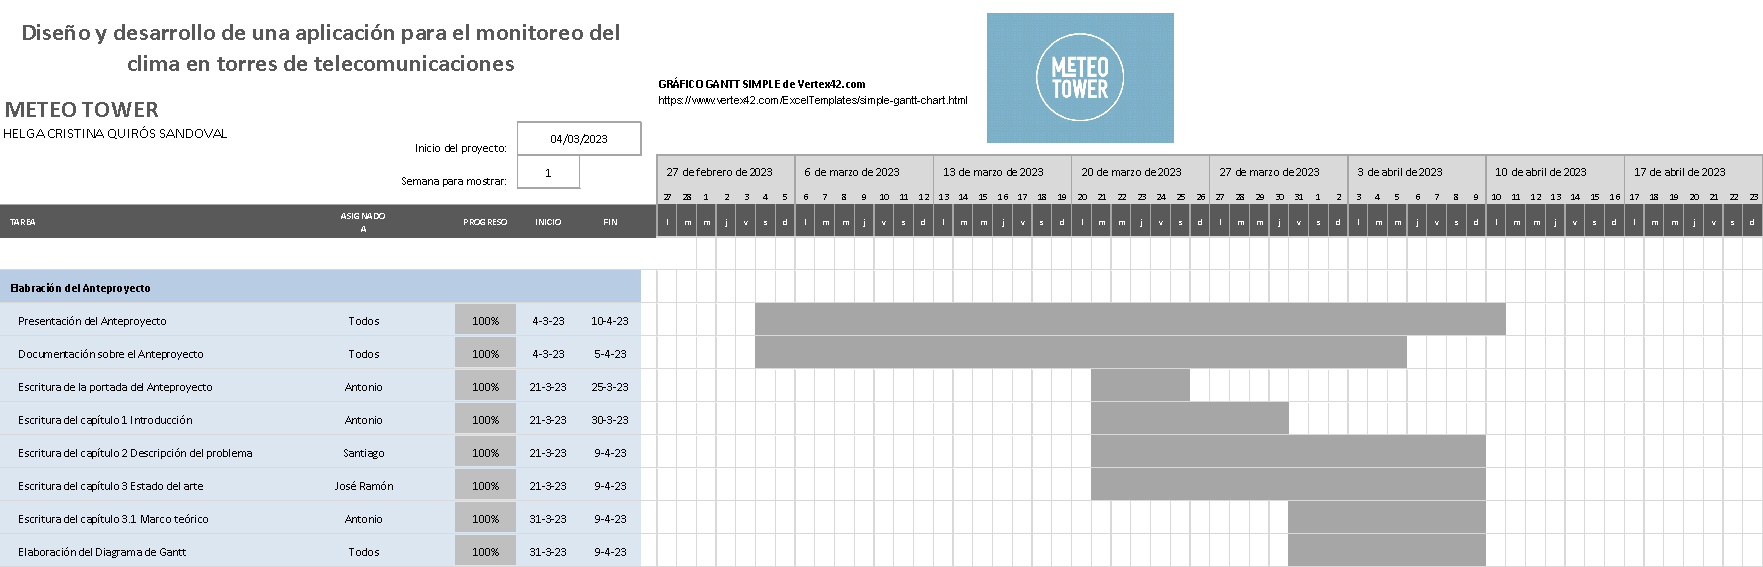 Diseño y desarrollo de una aplicación para el monitoreo del
clima en torres de telecomunicaciones
METEO
TOWER
GRÁFICO GANTT SIMPLE de Vertex42.com
https://www.vertex42.com/ExcelTemplates/simple-gantt-chart.html
METEO TOWER
HELGA CRISTINA QUIRÓS SANDOVAL
Inicio del proyecto: 04/03/2023
Semana para mostrar: 1
27 de febrero de 2023 6 de marzo de 2023 13 de marzo de 2023 20 de marzo de 2023 27 de marzo de 2023 3 de abril de 2023 10 de abril de 2023 17 de abril de 2023
27 28 1 2 3 4 5 6 7 8 9 10 11 12 13 14 15 16 17 18 19 20 21 22 23 24 25 26 27 28 29 30 31 1 2 3 4 5 6 7 8 9 10 11 12 13 14 15 16 17 18 19 20 21 22 23
TAREA ASIGNADO A PROGRESO INICIO FIN l m m j v s d l m m j v s d l m m j v s d l m m j v s d l m m j v s d l m m j v s d l m m j v s d l m m j v s d
Elabración del Anteproyecto
Presentación del Anteproyecto Todos 100% 4-3-23 10-4-23
Documentación sobre el Anteproyecto Todos 100% 4-3-23 5-4-23
Escritura de la portada del Anteproyecto Antonio 100% 21-3-23 25-3-23
Escritura del capítulo 1 Introducción Antonio 100% 21-3-23 30-3-23
Escritura del capítulo 2 Descripción del problema Santiago 100% 21-3-23 9-4-23
Escritura del capítulo 3 Estado del arte José Ramón 100% 21-3-23 9-4-23
Escritura del capítulo 3.1 Marco teórico Antonio 100% 31-3-23 9-4-23
Elaboración del Diagrama de Gantt Todos 100% 31-3-23 9-4-23